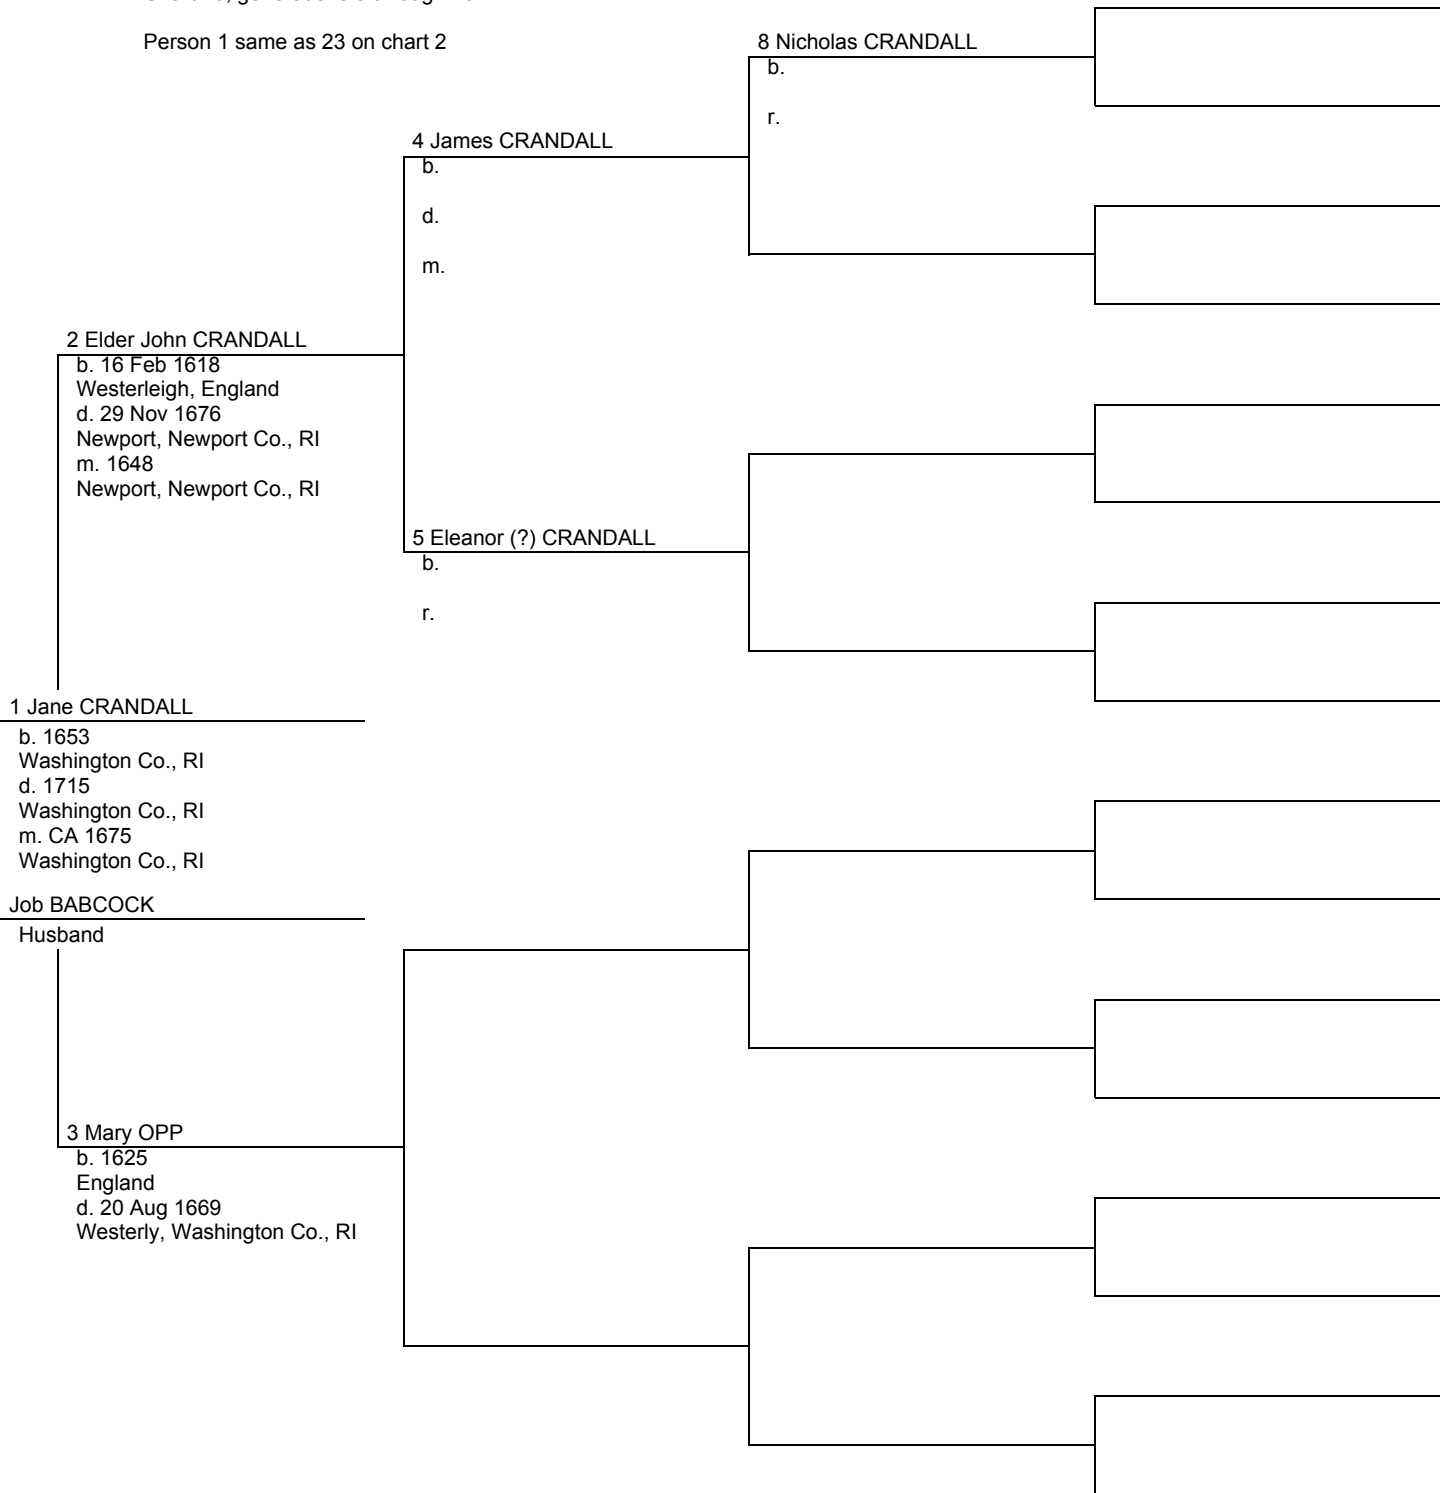 Person 1 same as 23 on chart 2
8 Nicholas CRANDALL
b.
r.
4 James CRANDALL
b.
d.
m.
2 Elder John CRANDALL
b. 16 Feb 1618
Westerleigh, England
d. 29 Nov 1676
Newport, Newport Co., RI
m. 1648
Newport, Newport Co., RI
5 Eleanor (?) CRANDALL
b.
r.
1 Jane CRANDALL
b. 1653
Washington Co., RI
d. 1715
Washington Co., RI
m. CA 1675
Washington Co., RI
Job BABCOCK
Husband
3 Mary OPP
b. 1625
England
d. 20 Aug 1669
Westerly, Washington Co., RI